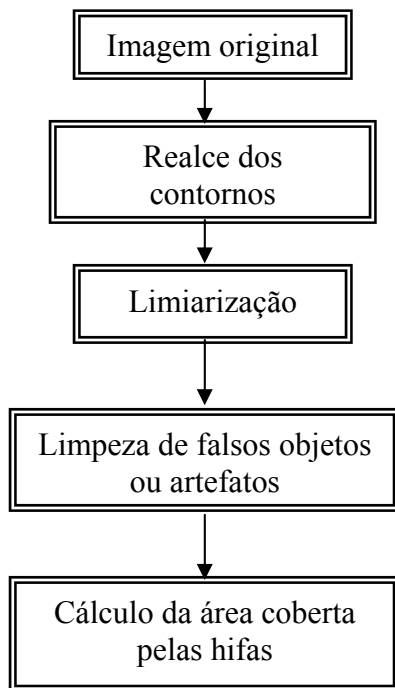 Imagem original
Realce dos
contornos
Limiarização
Limpeza de falsos objetos
ou artefatos
Cálculo da área coberta
pelas hifas